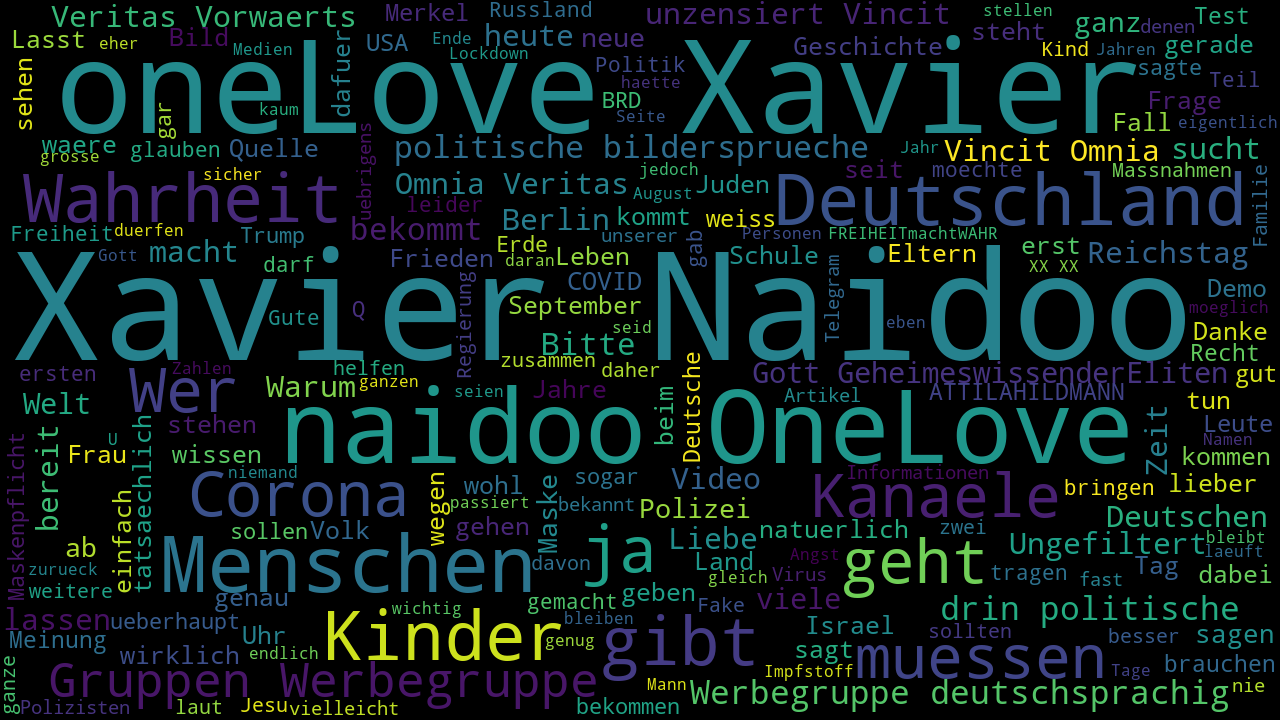 Veritas Vorwaerts Merkel Russland unzensiert Vincit stellen ganz denen Test
Lasst eher Bild Medien USA Ende heute neue steht Kind Jahren gerade
Lockdown Politik Geschichte sagte
sehen oneLove Xavier Teil
dafuer haette BRD Seite Frage
gar kaum Fall eigentlich
waere grosse glauben Quelle politische bildersprueche Jahr Vincit Omnia sucht
sicher uebrigens jedoch seit moechte Massnahmen
Wahrheit leider Omnia Veritas August Juden Deutschland Familie
Freiheit duerfen bekommt Berlin kommt weiss
Trump unserer gab Personen FREIHEITmachtWAHR
Gott macht darf Frieden Erde daran Leben Schule Eltern erst Reichstag
XX XX
Xavier Naidoo
Regierung COVID Telegram Demo
Gute Q September seid eben moeglich
Bitte Danke
Zahlen helfen zusammen daher Recht
ersten Wer Warum ganzen seien Jahre Deutsche Gott GeheimeswissenderEliten gut
Welt ATTILAHILDMANN tun
naidoo OneLove
stehen beim Artikel Zeit Leute
bereit Frau U tatsaechlich wissen Namen kommen
Maskenpflicht niemand wegen wohl sogar Video Informationen bringen lieber
Corona Kanaele
einfach passiert Maske bekannt Polizei Deutschen
ab sollen Volk gehen natuerlich zwei bleibt
Menschen ja Liebe Angst geht Ungefiltert laeuft
zurueck davon Land gleich Virus tragen fast Tag dabei
weitere genau wichtig gemacht geben Fake viele
lassen ueberhaupt Kinder bleiben gibt drin politische
Meinung Uhr genug Israel sollten besser sagen
wirklich endlich sagt muessen brauchen
Gruppen Werbegruppe Impfstoff Tage
ganze Mann Werbegruppe deutschsprachig nie
Polizisten laut Jesu vielleicht bekommen